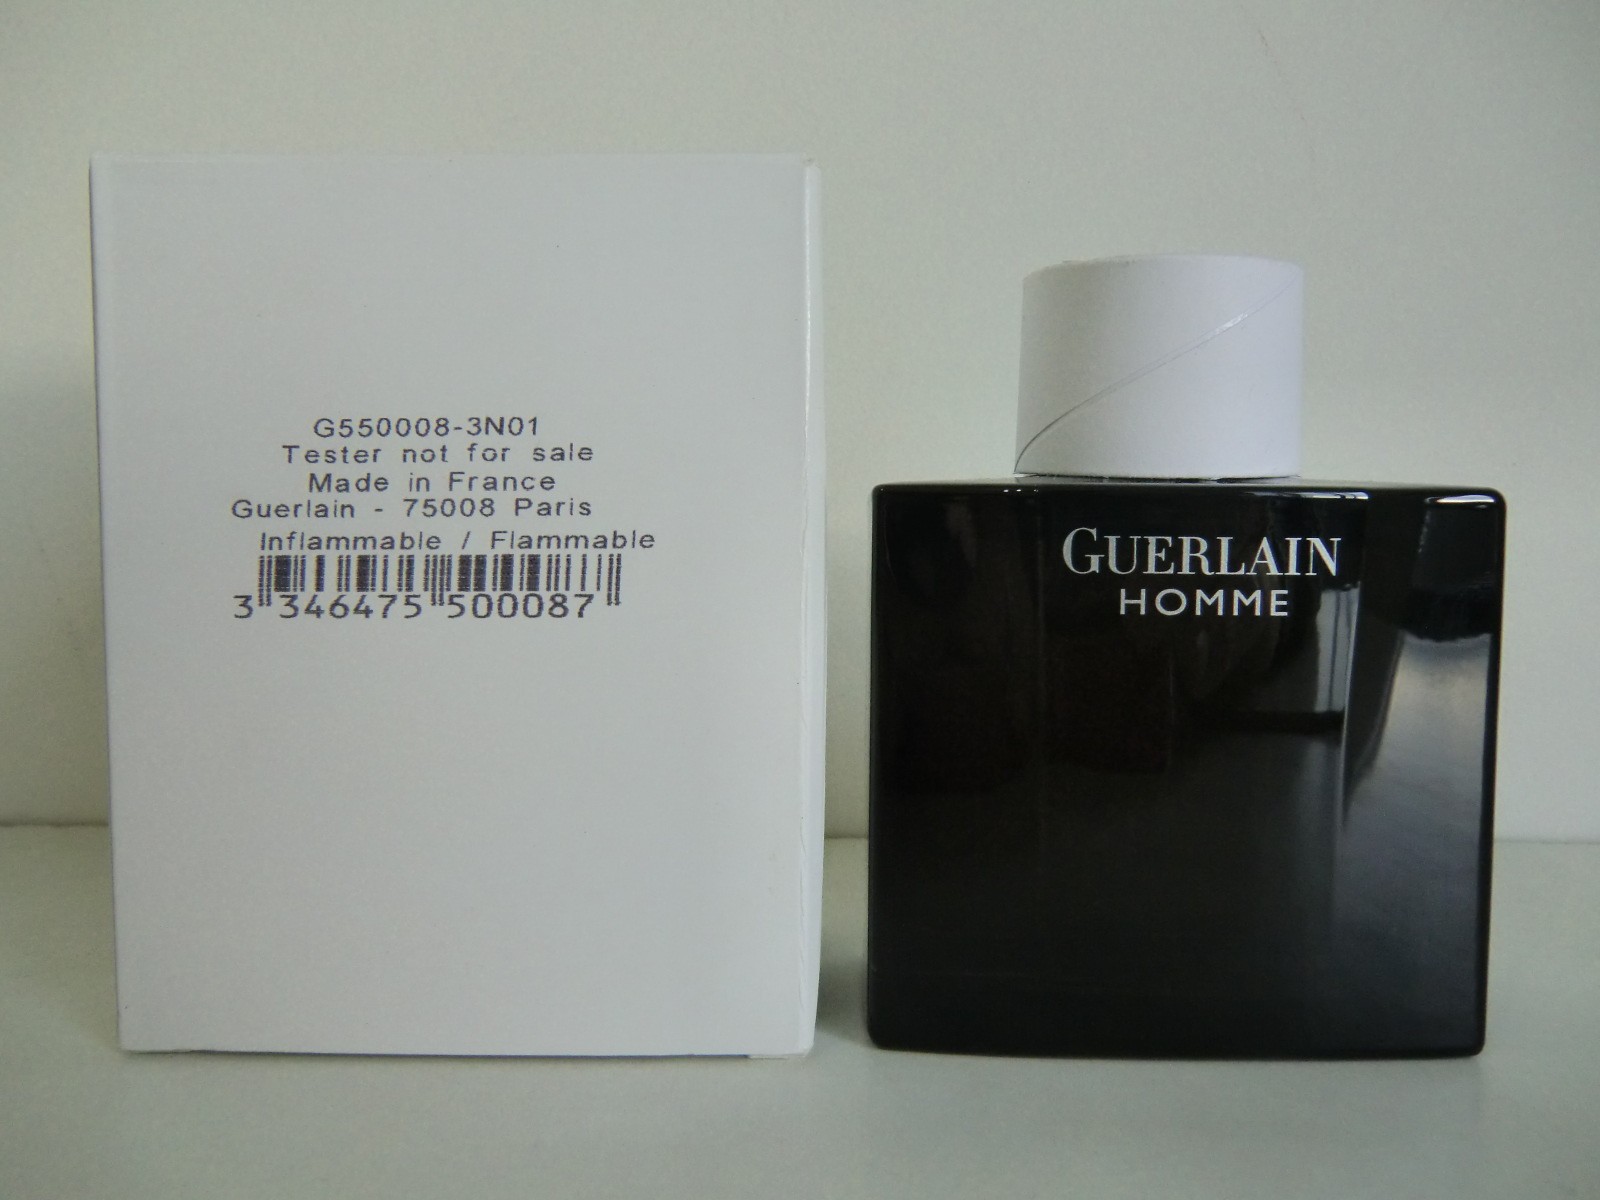 G550008-3N01
Tester not for sale
Made in France
Guerlain - 75008 Paris
Inflammable / Flammable
3 346475 500087
GUERLAIN
HOMME